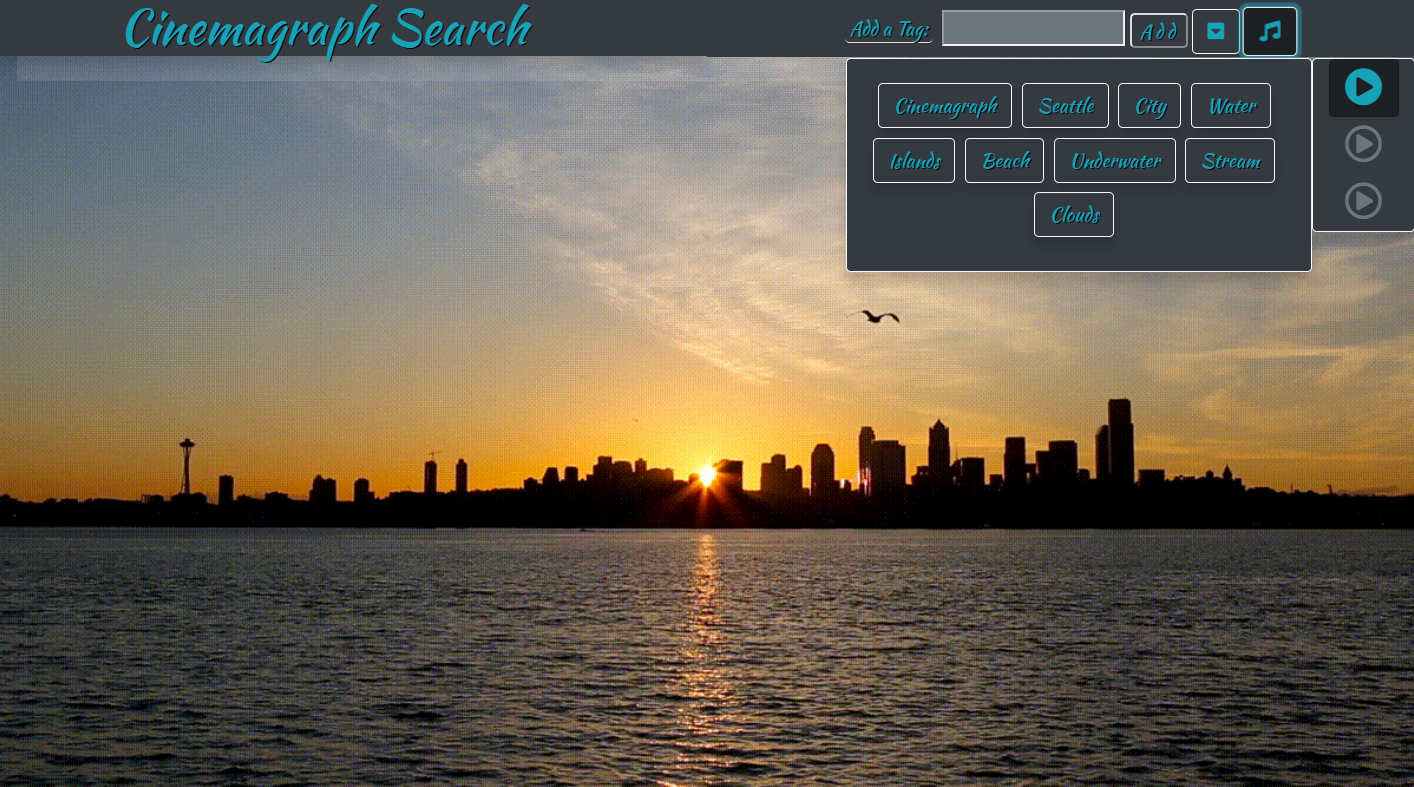 Cinemagraph Search
Add a Tag:
Add
Cinemagraph Seattle City Water
Islands Beach Underwater Stream
Clouds